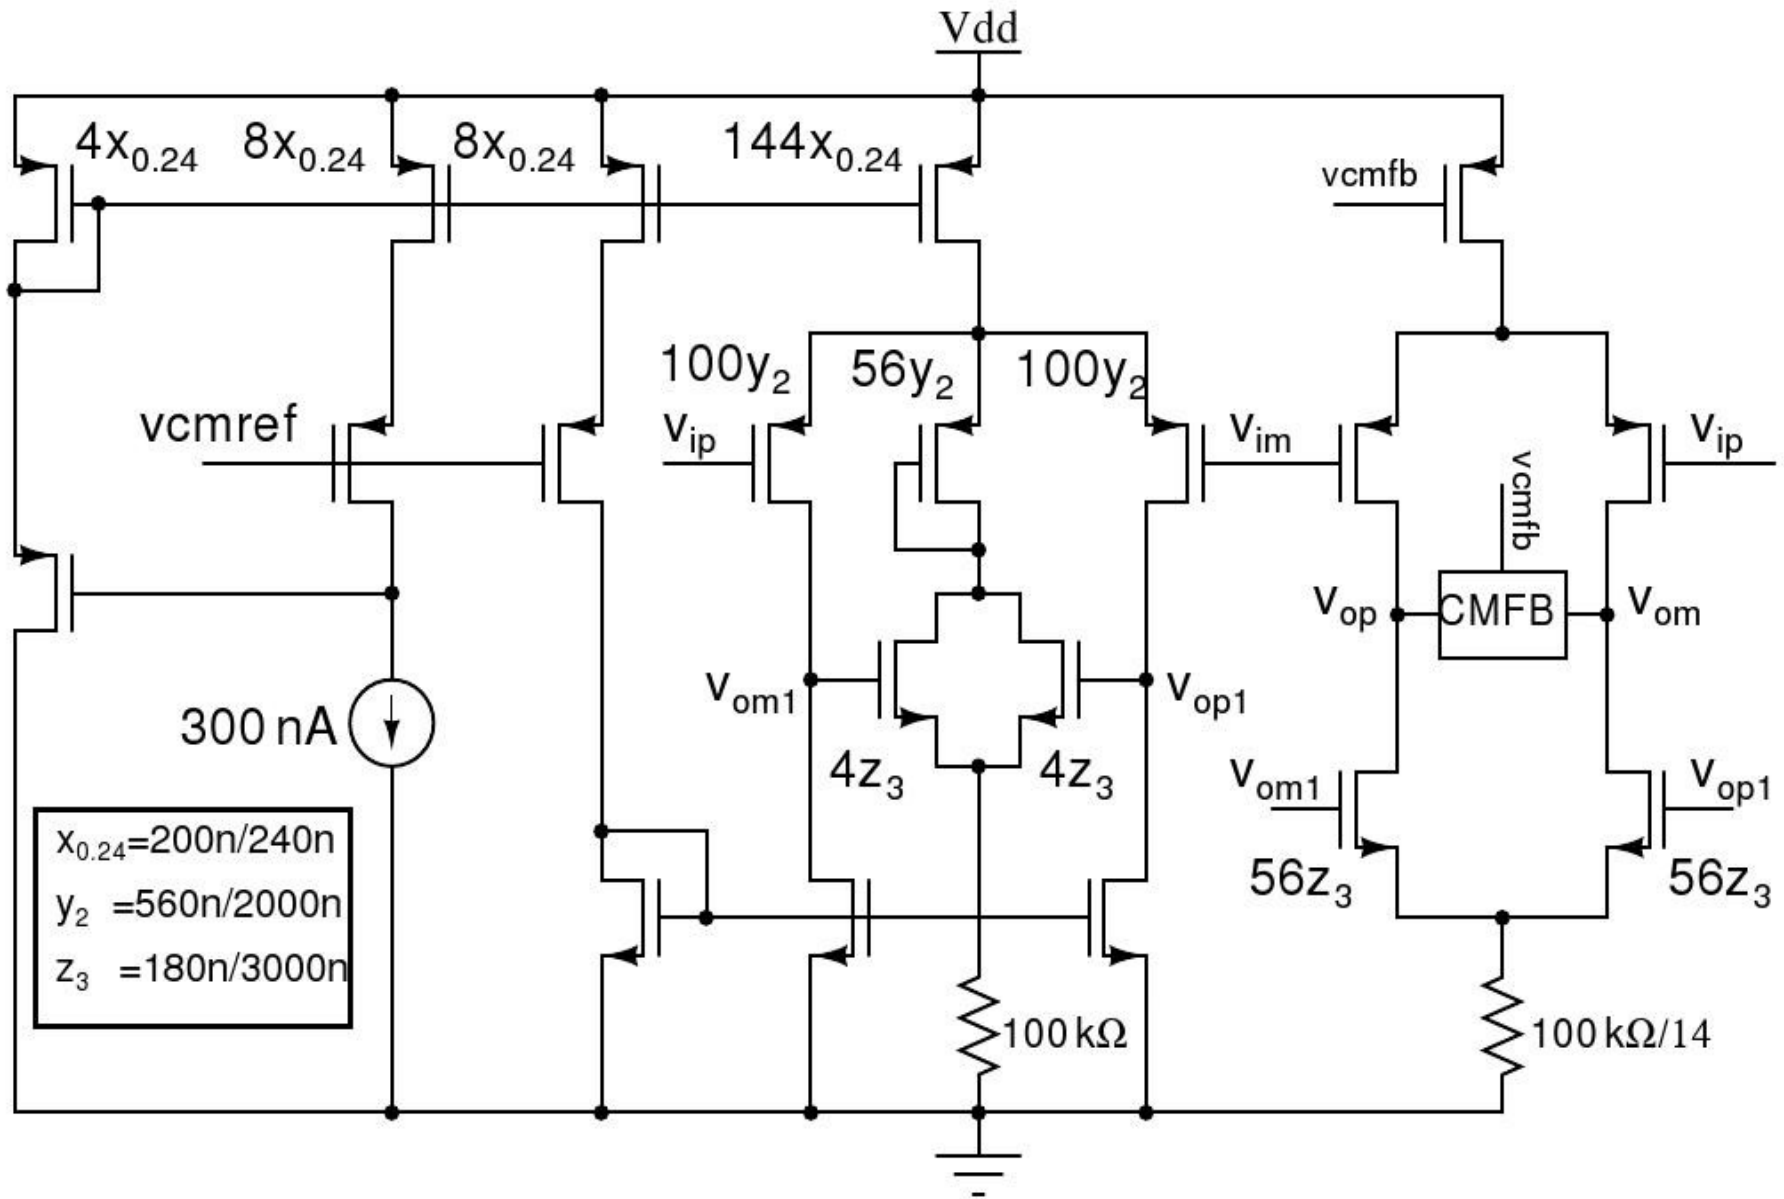 Vdd
4x0.24
8x0.24
8x0.24
144x0.24
vcmfb
100y2
56y2
100y2
vcmref
vip
vim
vip
vcmfb
vop
CMFB
vom
vom1
vop1
300 nA
4z3
4z3
vom1
vop1
56z3
56z3
x0.24=200n/240n
y2 =560n/2000n
z3 =180n/3000n
100 kΩ
100 kΩ/14